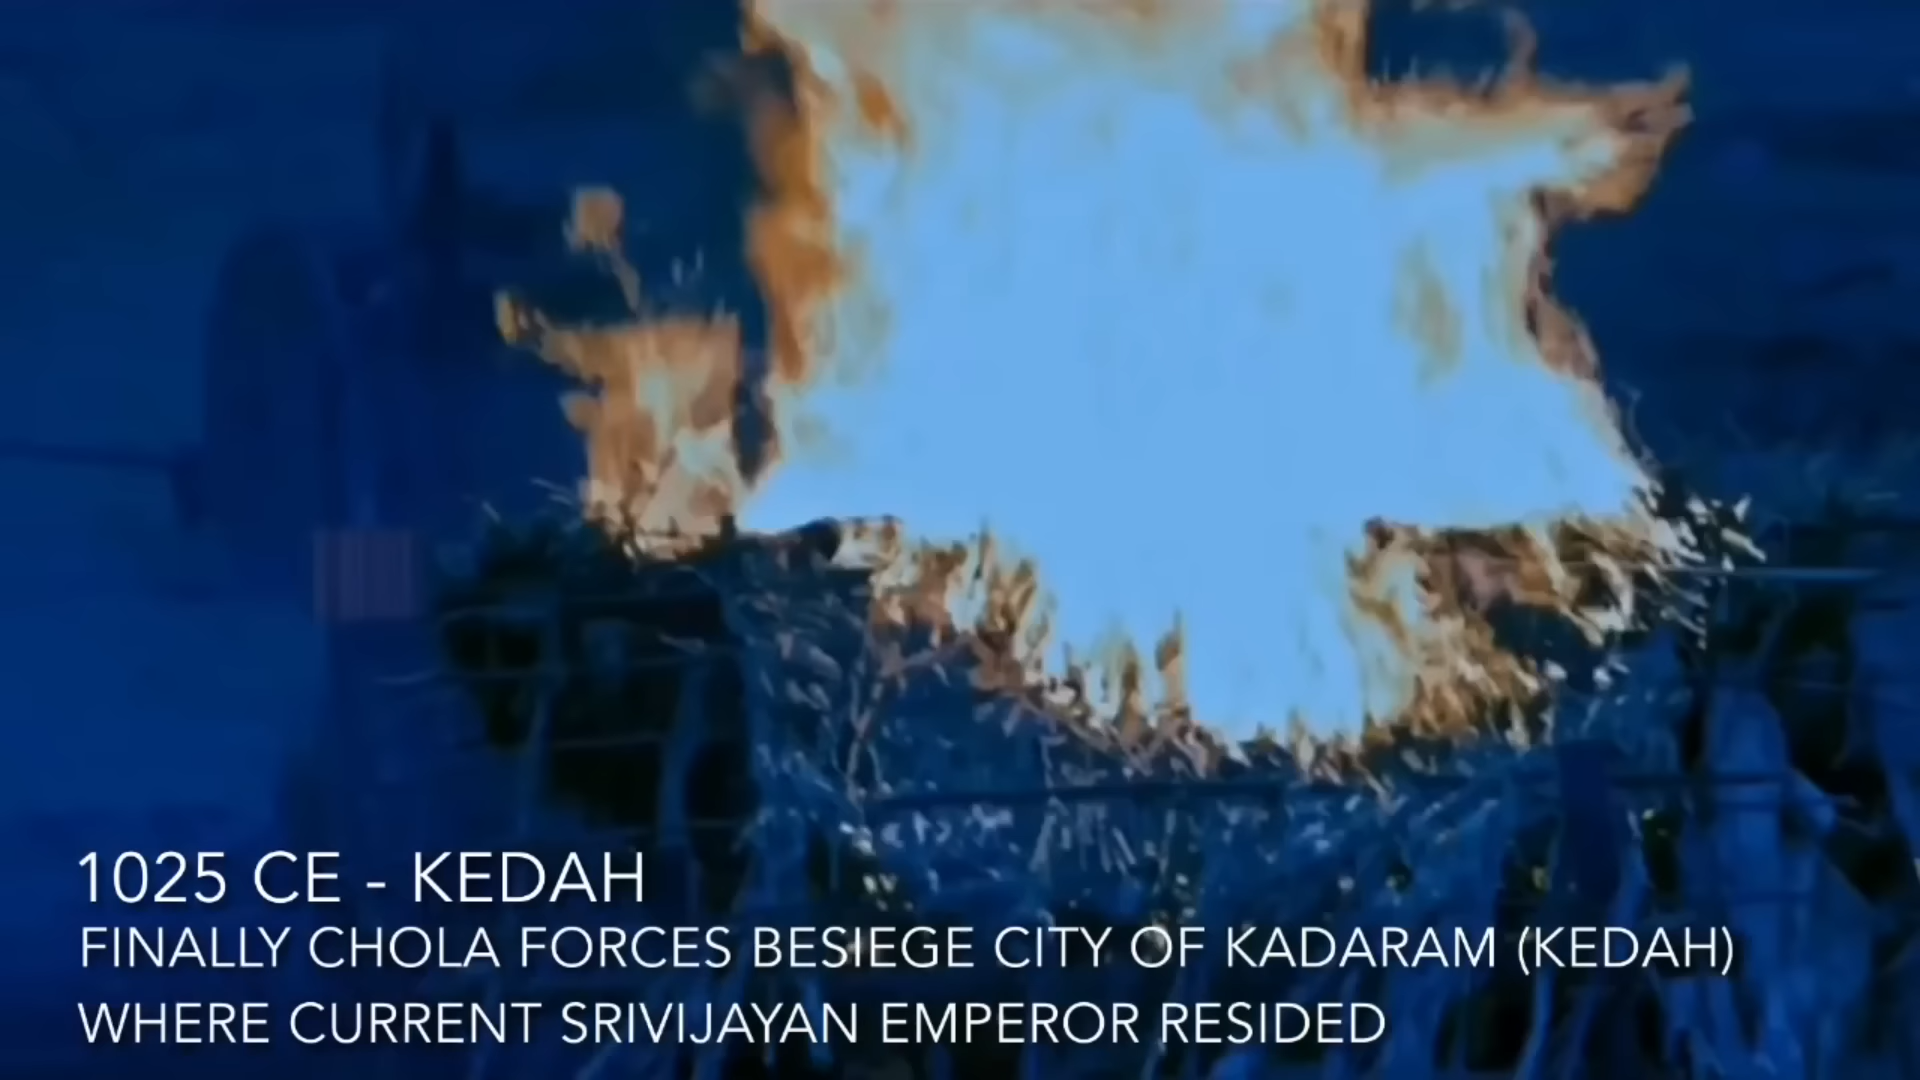 1025 CE - KEDAH
FINALLY CHOLA FORCES BESIEGE CITY OF KADARAM (KEDAH)
WHERE CURRENT SRIVIJAYAN EMPEROR RESIDED